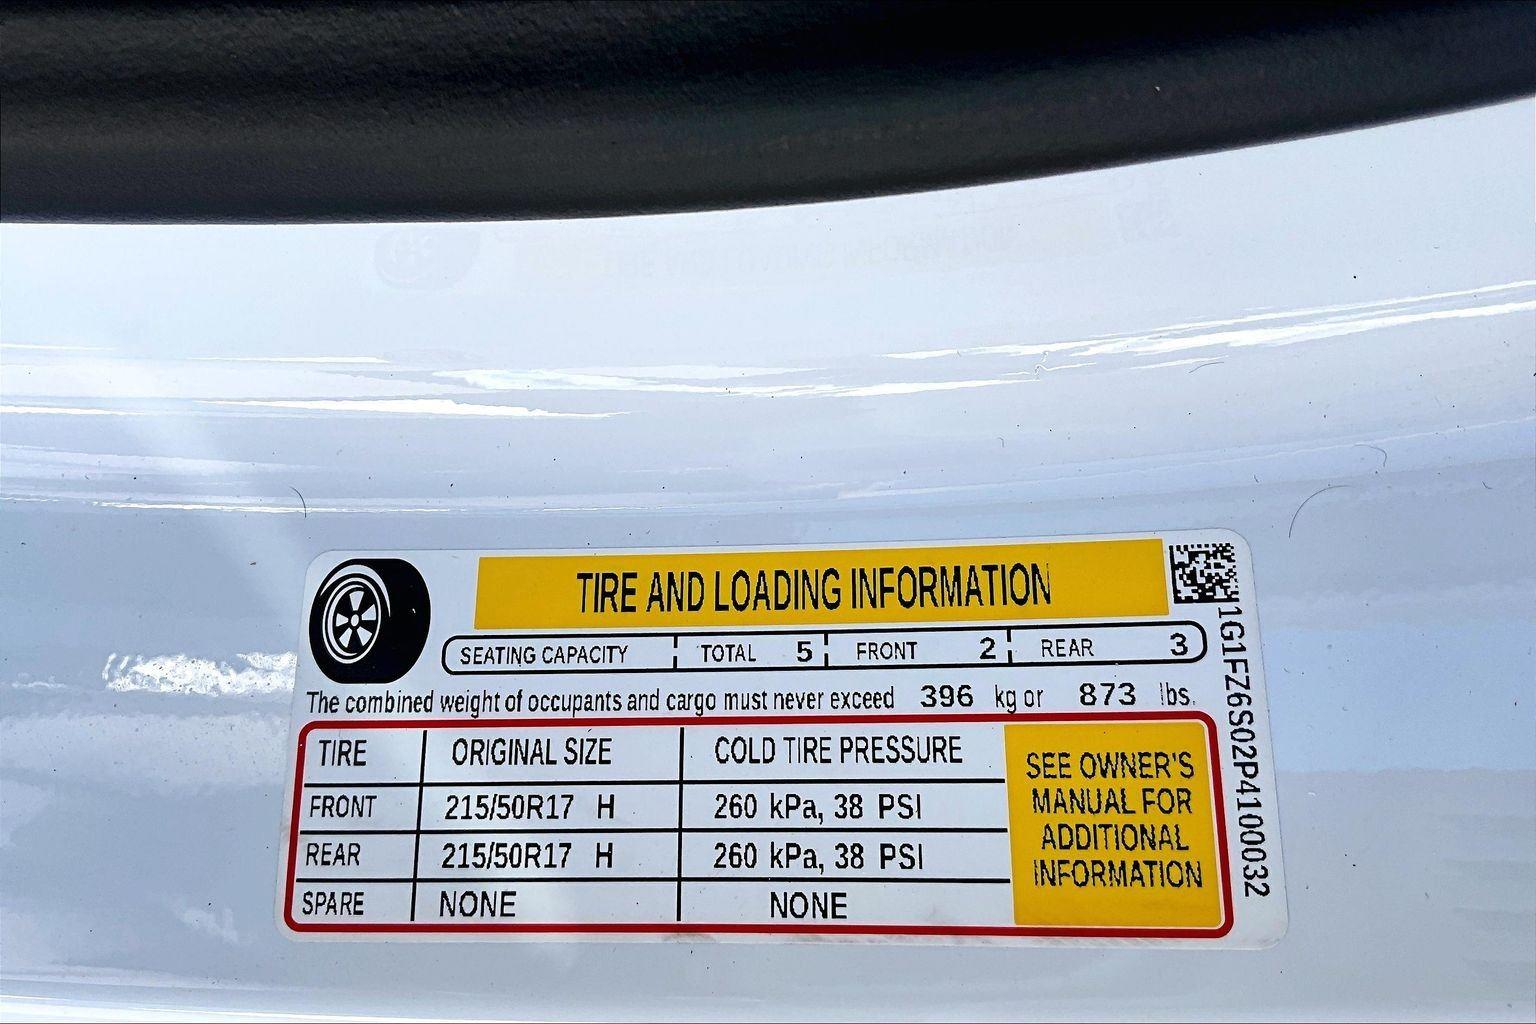 TIRE AND LOADING INFORMATION
SEATING CAPACITY TOTAL 5 FRONT 2 REAR 3
The combined weight of occupants and cargo must never exceed 396 kg or 873 lbs.
TIRE ORIGINAL SIZE COLD TIRE PRESSURE
FRONT 215/50R17 H 260 kPa, 38 PSI
REAR 215/50R17 H 260 kPa, 38 PSI
SPARE NONE NONE
SEE OWNER'S
MANUAL FOR
ADDITIONAL
INFORMATION
1G1FZ6S02P4100032